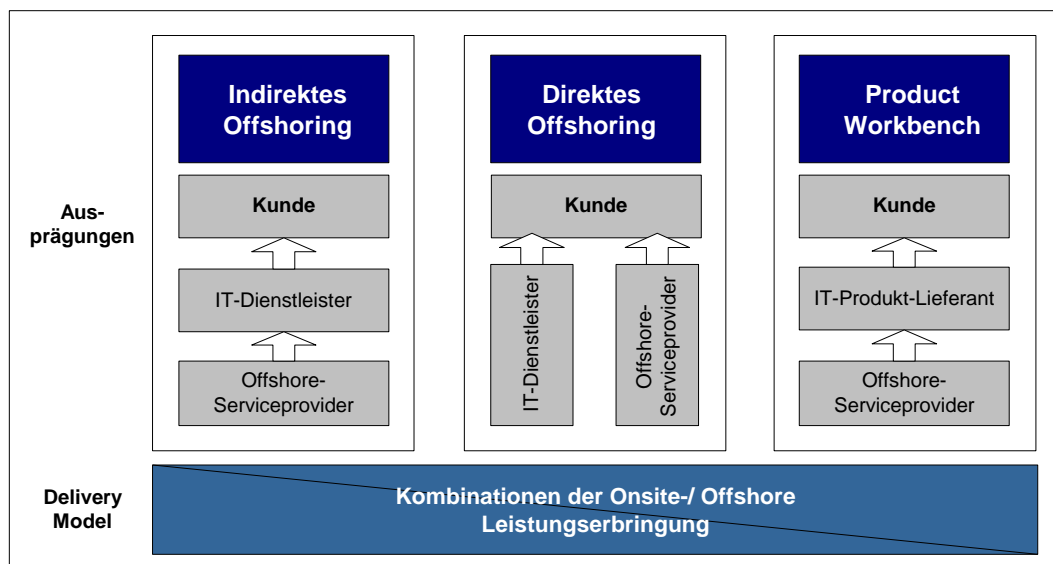 Indirektes
Offshoring
Kunde
IT-Dienstleister
Offshore-
Serviceprovider
Direktes
Offshoring
Kunde
IT-Dienstleister
Offshore-
Serviceprovider
Product
Workbench
Kunde
IT-Produkt-Lieferant
Offshore-
Serviceprovider
Aus-
prägungen
Delivery
Model
Kombinationen der Onsite-/ Offshore
Leistungserbringung